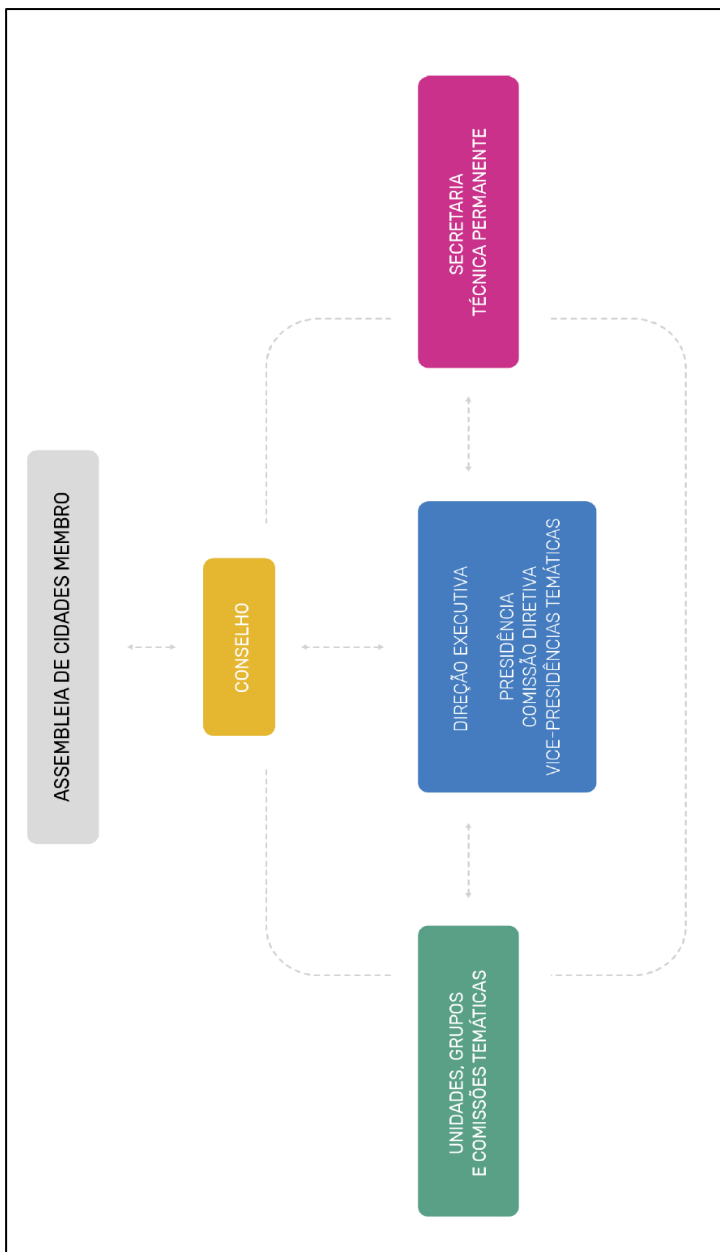 ASSEMBLEIA DE CIDADES MEMBRO
CONSELHO
UNIDADES, GRUPOS
E COMISSÕES TEMÁTICAS
DIREÇÃO EXECUTIVA
PRESIDÊNCIA
COMISSÃO DIRETIVA
VICE-PRESIDÊNCIAS TEMÁTICAS
SECRETARIA
TÉCNICA PERMANENTE